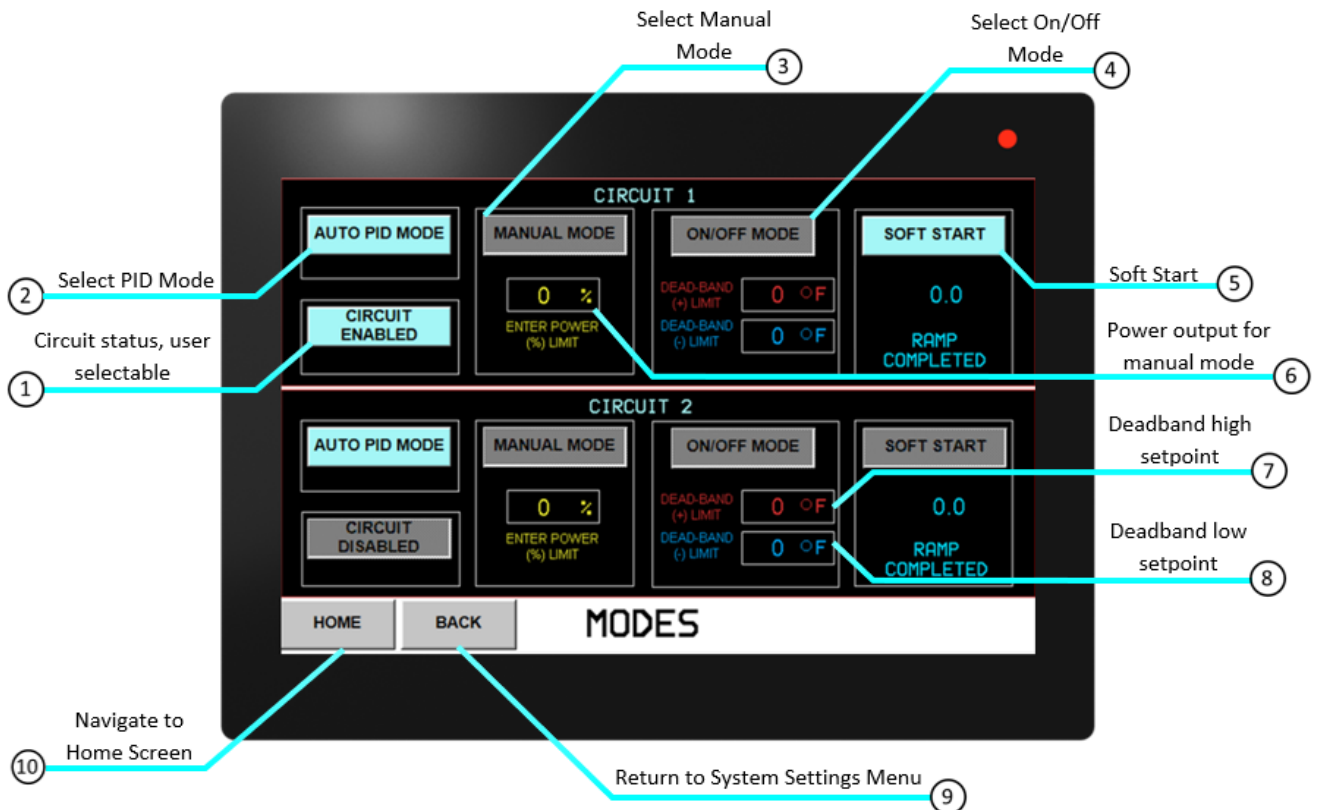 Select Manual
Mode
3
Select On/Off
Mode
4
CIRCUIT 1
AUTO PID MODE
MANUAL MODE
ON/OFF MODE
SOFT START
2
Select PID Mode
Soft Start
5
0 %
DEAD-BAND
(+) LIMIT
0 °F
0.0
CIRCUIT
ENABLED
ENTER POWER
(%) LIMIT
DEAD-BAND
(-) LIMIT
0 °F
RAMP
COMPLETED
Circuit status, user
selectable
1
Power output for
manual mode
6
CIRCUIT 2
AUTO PID MODE
MANUAL MODE
ON/OFF MODE
SOFT START
Deadband high
setpoint
7
0 %
DEAD-BAND
(+) LIMIT
0 °F
0.0
CIRCUIT
DISABLED
ENTER POWER
(%) LIMIT
DEAD-BAND
(-) LIMIT
0 °F
RAMP
COMPLETED
Deadband low
setpoint
8
HOME
BACK
MODES
Navigate to
Home Screen
10
Return to System Settings Menu
9